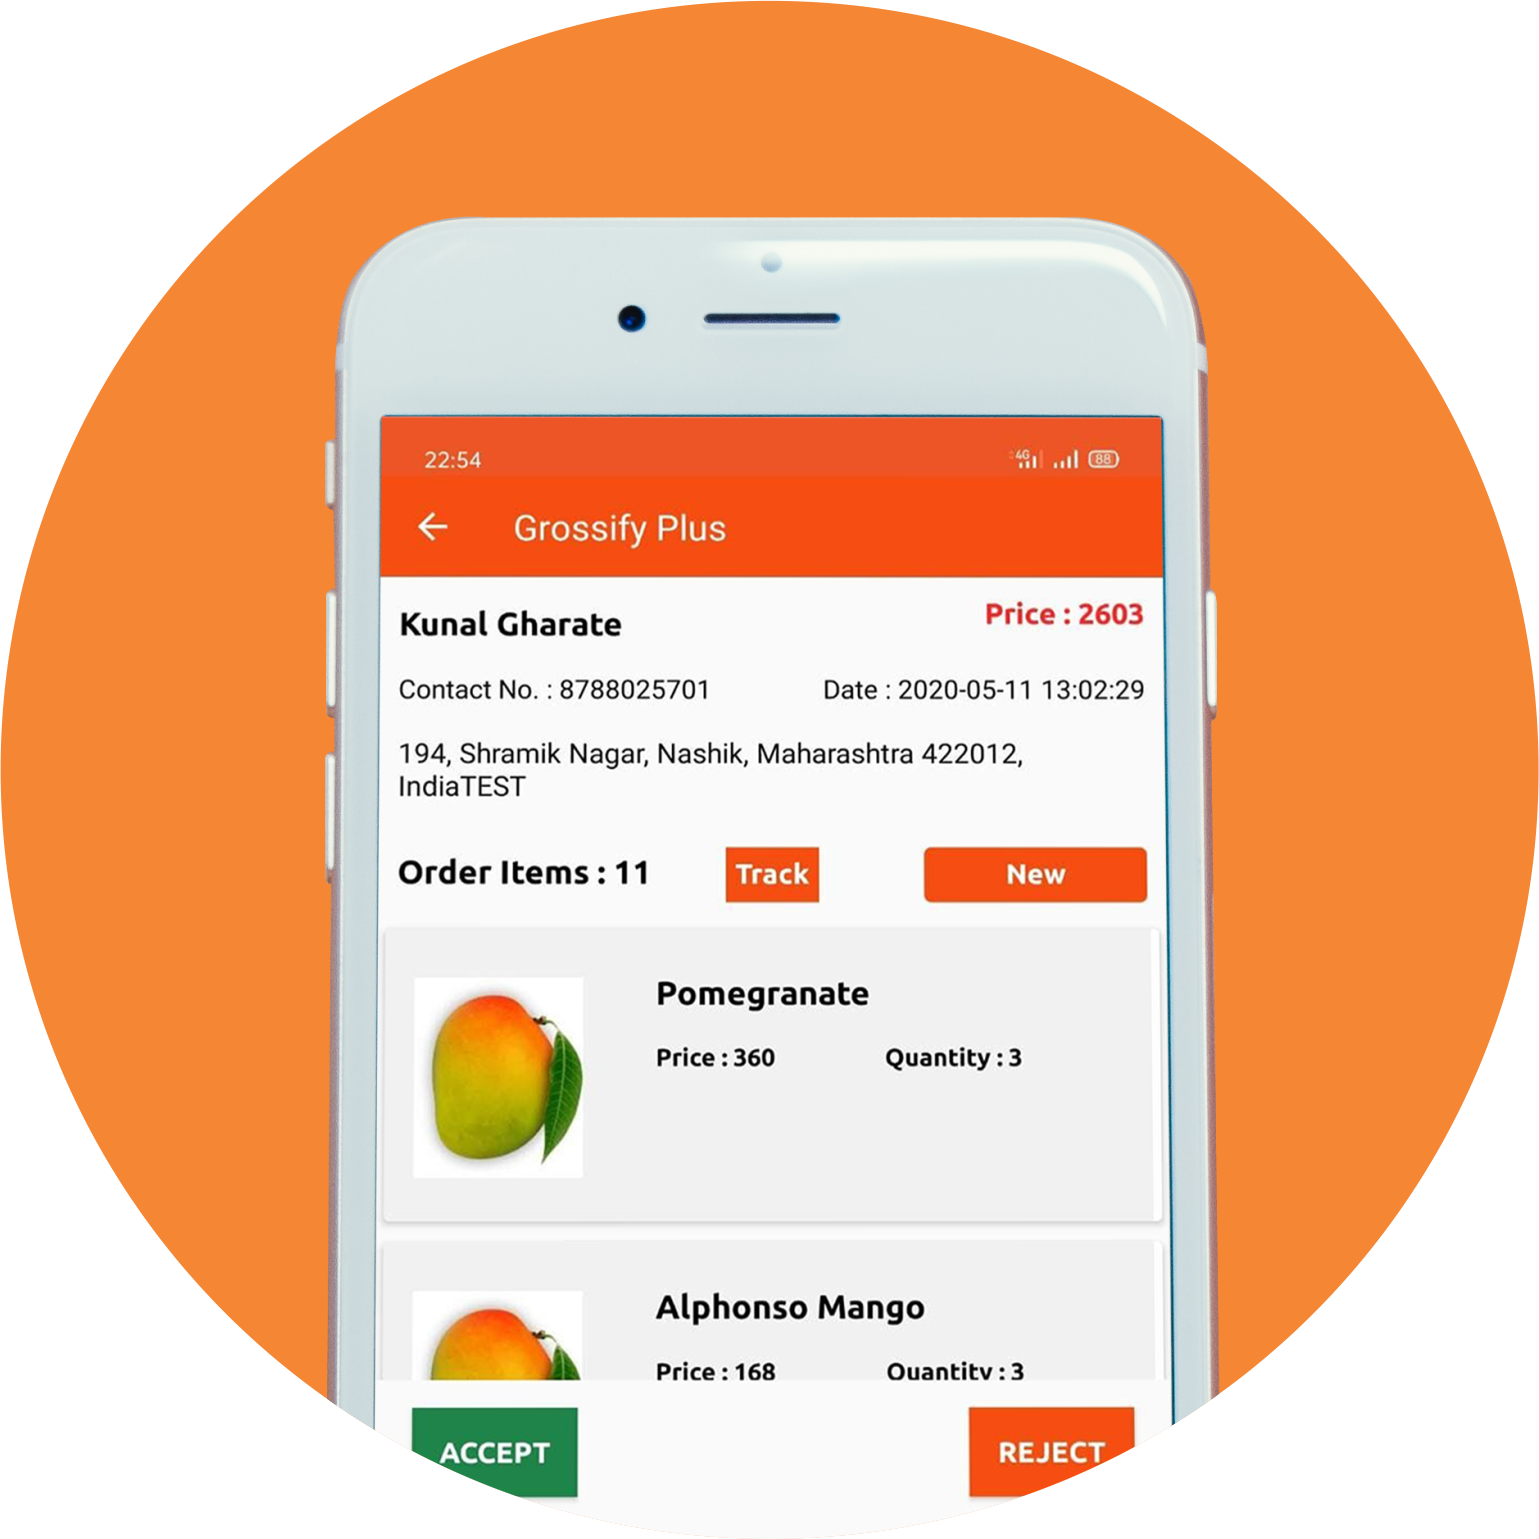 22:54 4G 88
Grossify Plus
Kunal Gharate
Price : 2603
Contact No. : 8788025701
Date : 2020-05-11 13:02:29
194, Shramik Nagar, Nashik, Maharashtra 422012,
IndiaTEST
Order Items : 11
Track
New
Pomegranate
Price : 360
Quantity : 3
Alphonso Mango
Price : 168
Quantity : 3
ACCEPT
REJECT